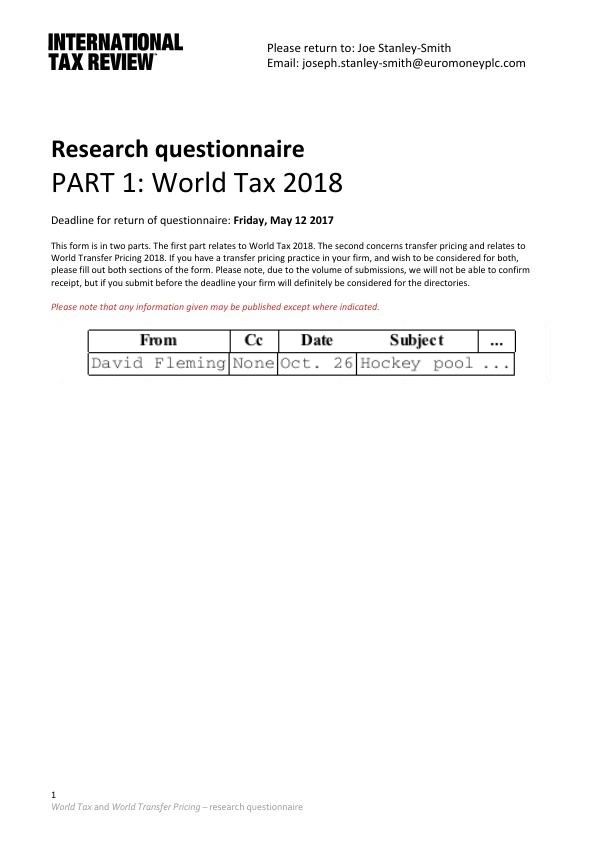 INTERNATIONAL
TAX REVIEW
Please return to: Joe Stanley-Smith
Email: joseph.stanley-smith@euromoneyplc.com
Research questionnaire
PART 1: World Tax 2018
Deadline for return of questionnaire: Friday, May 12 2017
This form is in two parts. The first part relates to World Tax 2018. The second concerns transfer pricing and relates to
World Transfer Pricing 2018. If you have a transfer pricing practice in your firm, and wish to be considered for both,
please fill out both sections of the form. Please note, due to the volume of submissions, we will not be able to confirm
receipt, but if you submit before the deadline your firm will definitely be considered for the directories.
Please note that any information given may be published except where indicated.
From Cc Date Subject ...
David Fleming None Oct. 26 Hockey pool ...
1
World Tax and World Transfer Pricing – research questionnaire